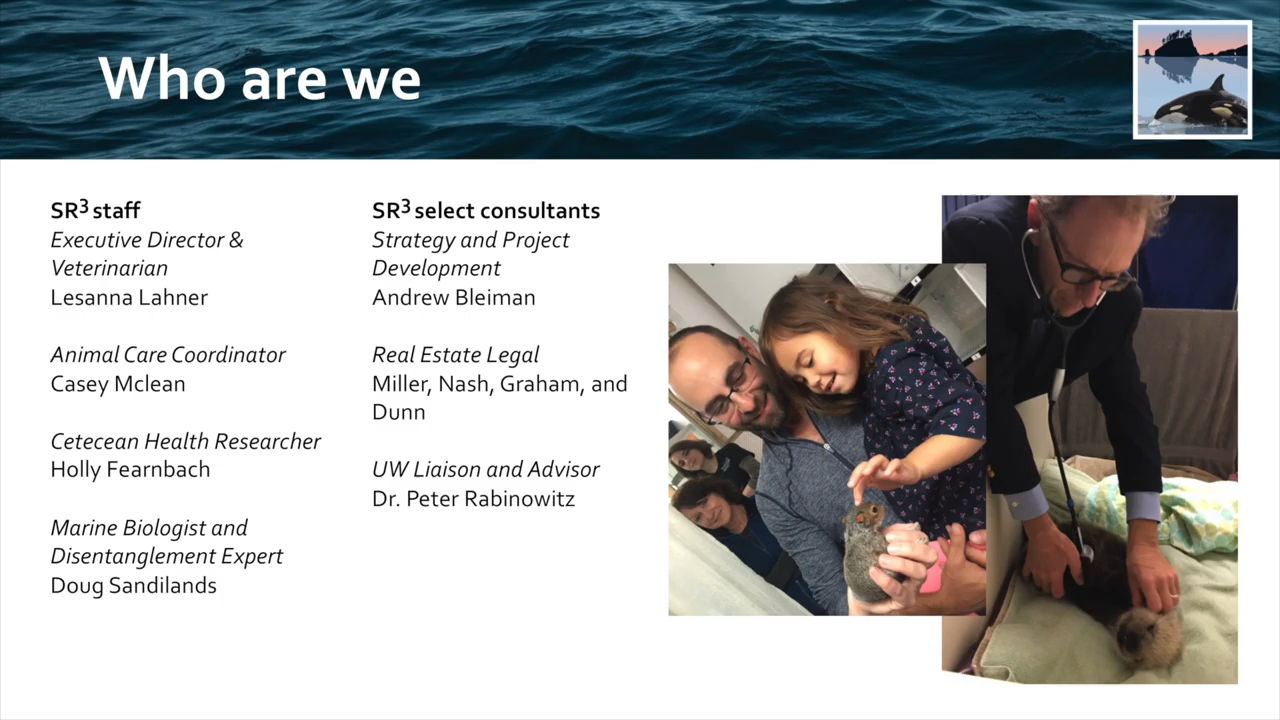 Who are we
SR³ staff
Executive Director &
Veterinarian
Lesanna Lahner
Animal Care Coordinator
Casey Mclean
Cetecean Health Researcher
Holly Fearnbach
Marine Biologist and
Disentanglement Expert
Doug Sandilands
SR³ select consultants
Strategy and Project
Development
Andrew Bleiman
Real Estate Legal
Miller, Nash, Graham, and
Dunn
UW Liaison and Advisor
Dr. Peter Rabinowitz